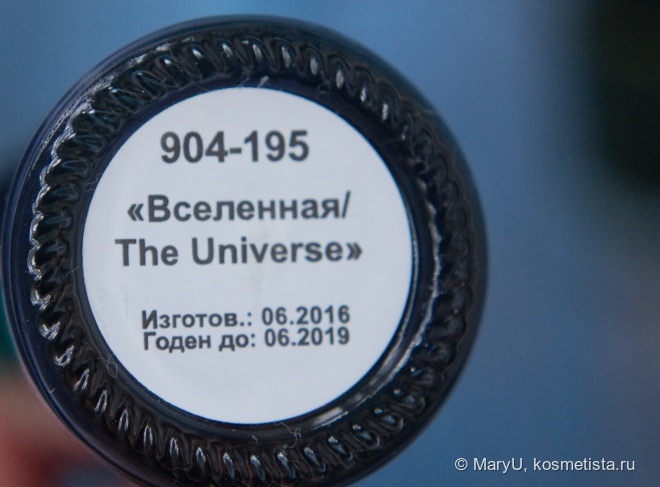 904-195
«Вселенная/
The Universe»
Изготов.: 06.2016
Годен до: 06.2019
© MaryU, kosmetista.ru